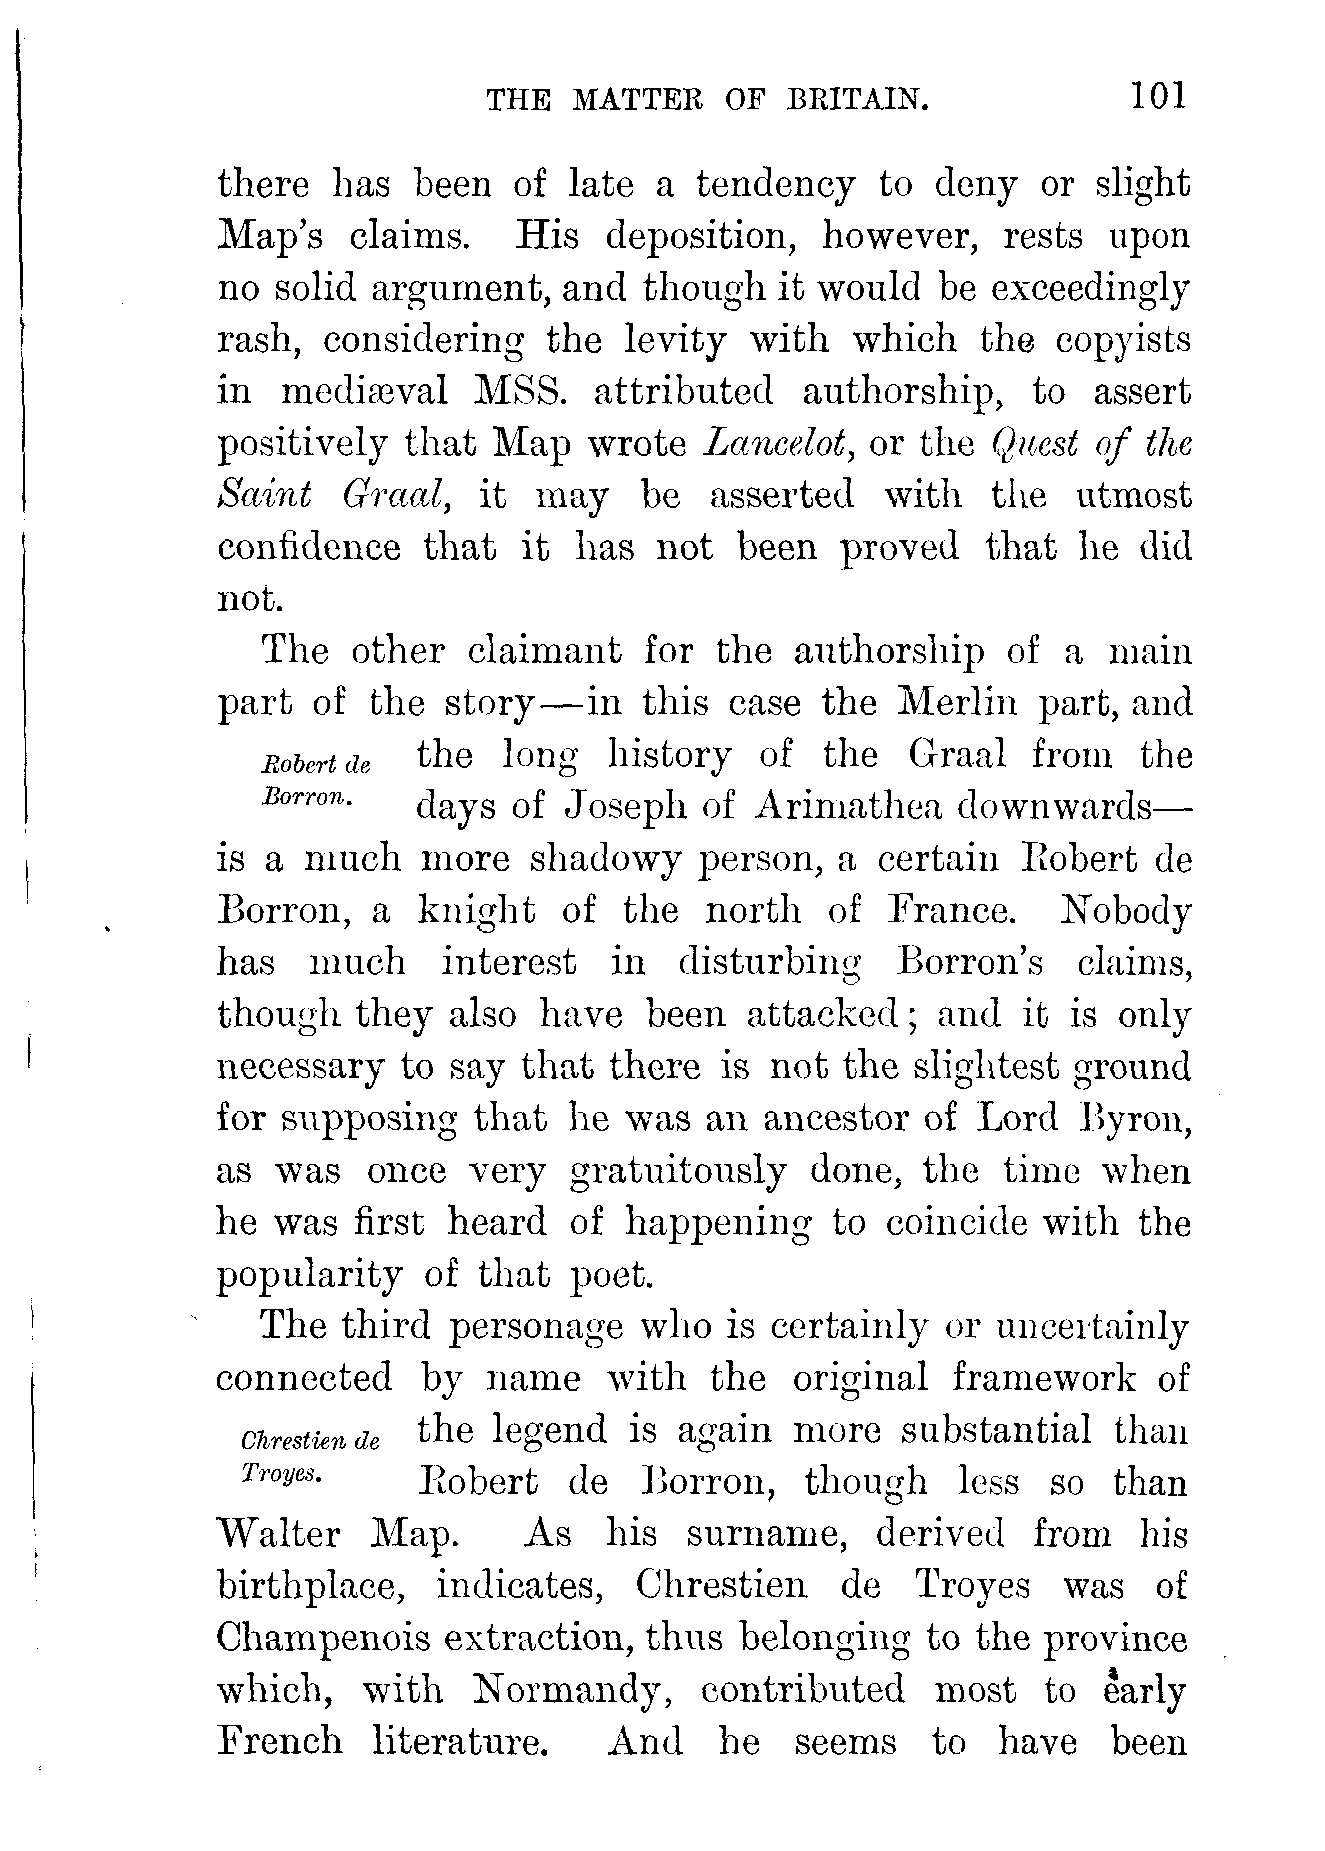 THE MATTER OF BRITAIN. 101
there has been of late a tendency to deny or slight
Map's claims. His deposition, however, rests upon
no solid argument, and though it would be exceedingly
rash, considering the levity with which the copyists
in mediæval MSS. attributed authorship, to assert
positively that Map wrote Lancelot, or the Quest of the
Saint Graal, it may be asserted with the utmost
confidence that it has not been proved that he did
not.
The other claimant for the authorship of a main
part of the story—in this case the Merlin part, and
Robert de
Borron.
the long history of the Graal from the
days of Joseph of Arimathea downwards—
is a much more shadowy person, a certain Robert de
Borron, a knight of the north of France. Nobody
has much interest in disturbing Borron's claims,
though they also have been attacked; and it is only
necessary to say that there is not the slightest ground
for supposing that he was an ancestor of Lord Byron,
as was once very gratuitously done, the time when
he was first heard of happening to coincide with the
popularity of that poet.
The third personage who is certainly or uncertainly
connected by name with the original framework of
Chrestien de
Troyes.
the legend is again more substantial than
Robert de Borron, though less so than
Walter Map. As his surname, derived from his
birthplace, indicates, Chrestien de Troyes was of
Champenois extraction, thus belonging to the province
which, with Normandy, contributed most to early
French literature. And he seems to have been